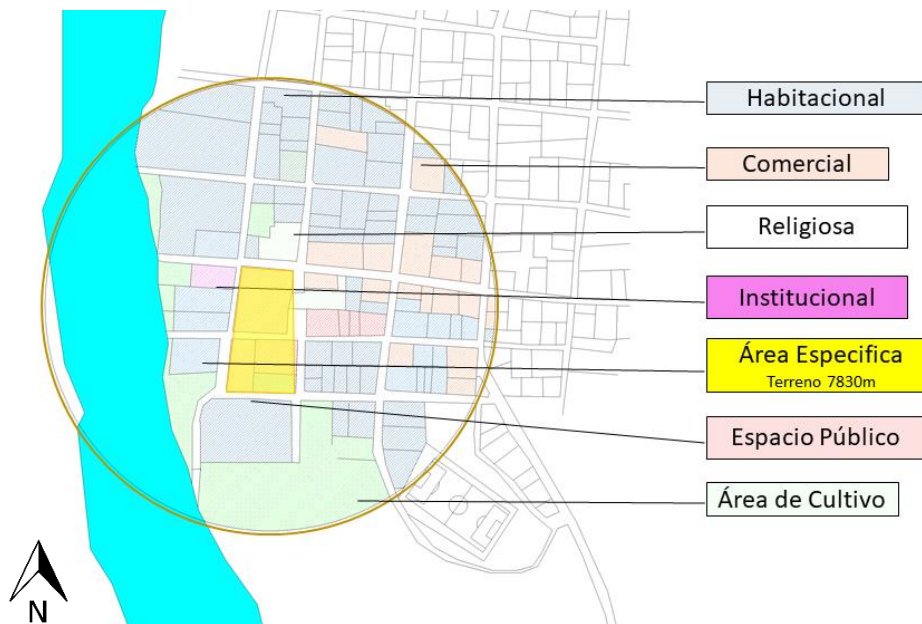 Habitacional
Comercial
Religiosa
Institucional
Área Especifica
Terreno 7830m
Espacio Público
Área de Cultivo
N